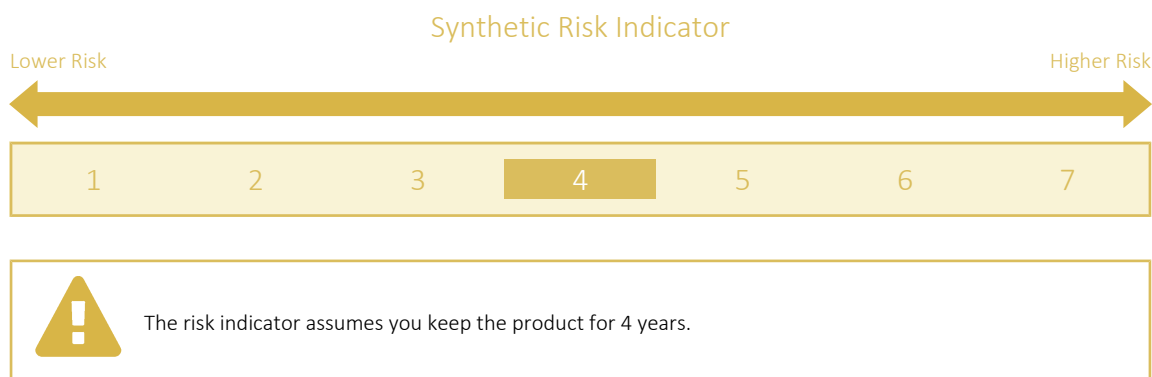 Synthetic Risk Indicator
Lower Risk Higher Risk
1 2 3 4 5 6 7
The risk indicator assumes you keep the product for 4 years.